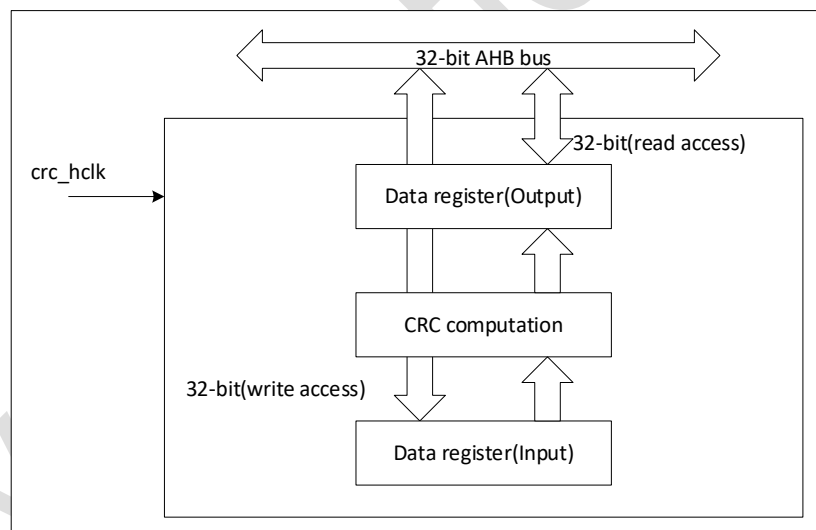 32-bit AHB bus
32-bit(read access)
crc_hclk
Data register(Output)
CRC computation
32-bit(write access)
Data register(Input)